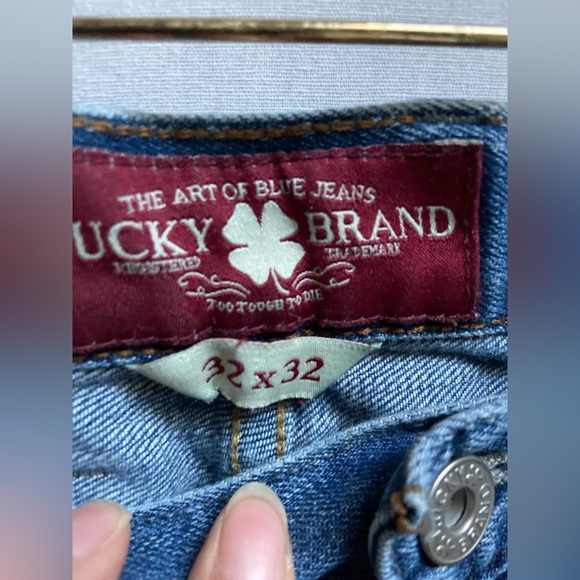 THE ART OF BLUE JEANS
UCKY BRAND
REGISTERED TRADEMARK
TOO TOUGH TO DIE
32 x 32